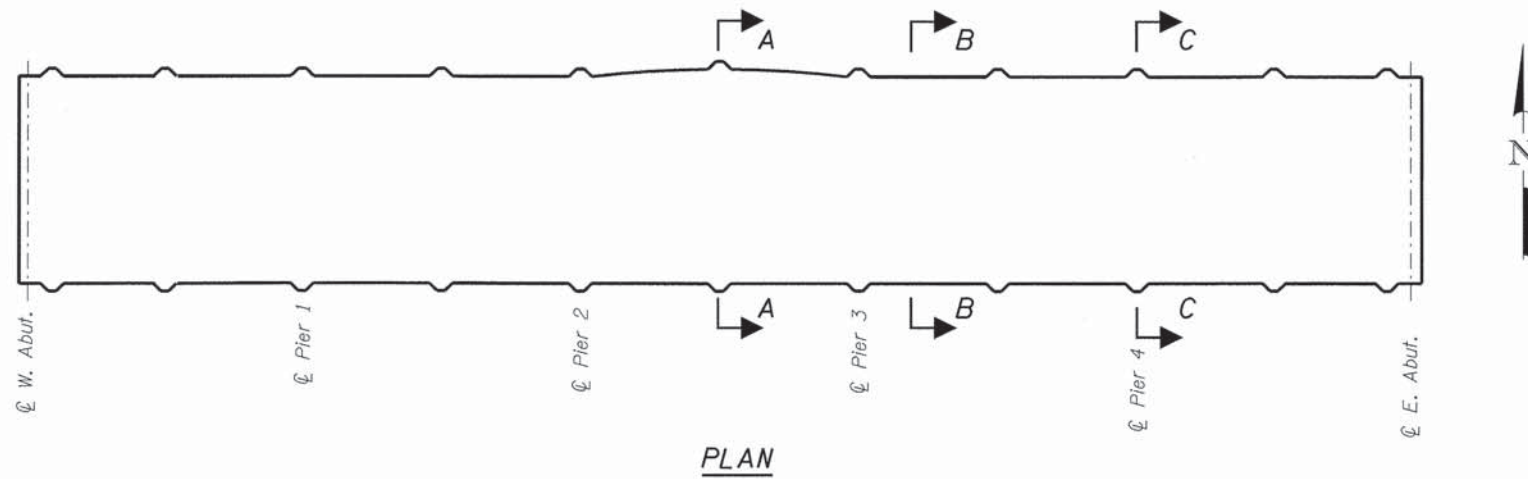 A
B
C
N
A
B
C
℄ W. Abut.
℄ Pier 1
℄ Pier 2
℄ Pier 3
℄ Pier 4
℄ E. Abut.
PLAN